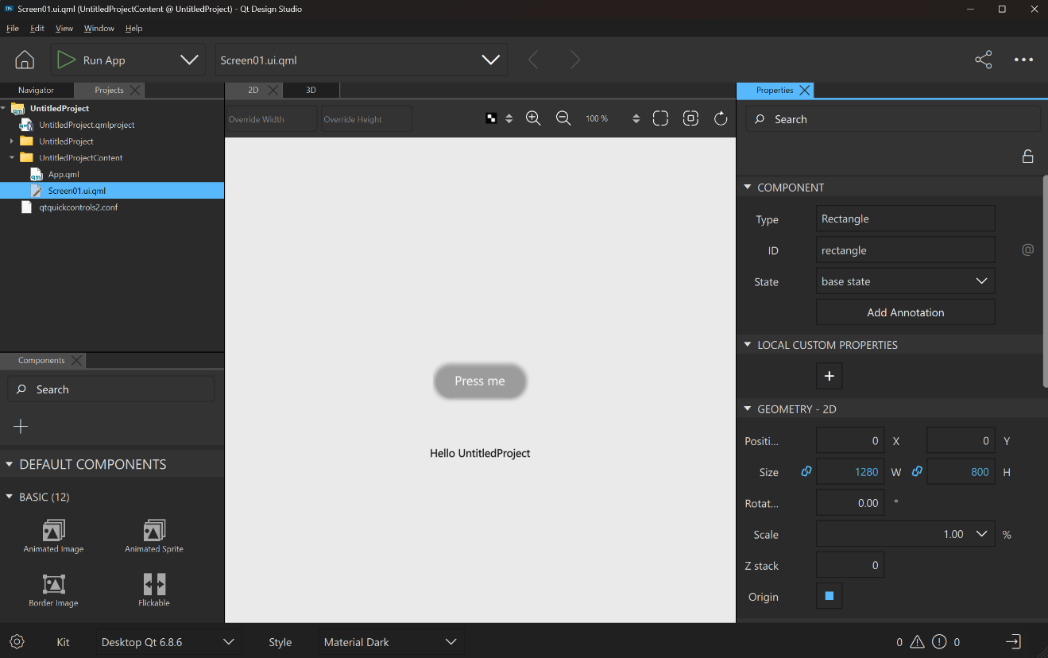 Screen01.ui.qml (UntitledProjectContent @ UntitledProject) - Qt Design Studio
File Edit View Window Help
Run App
Screen01.ui.qml
Navigator Projects
2D 3D
Properties
UntitledProject
UntitledProject.qmlproject
UntitledProject
UntitledProjectContent
App.qml
Screen01.ui.qml
qtquickcontrols2.conf
Components
Search
DEFAULT COMPONENTS
BASIC (12)
Animated Image Animated Sprite
Border Image Flickable
Override Width Override Height 100 %
Press me
Hello UntitledProject
Search
COMPONENT
Type Rectangle
ID rectangle @
State base state
Add Annotation
LOCAL CUSTOM PROPERTIES
+
GEOMETRY - 2D
Positi... 0 X 0 Y
Size 1280 W 800 H
Rotat... 0.00 °
Scale 1.00 %
Z stack 0
Origin
Kit Desktop Qt 6.8.6 Style Material Dark 0 0